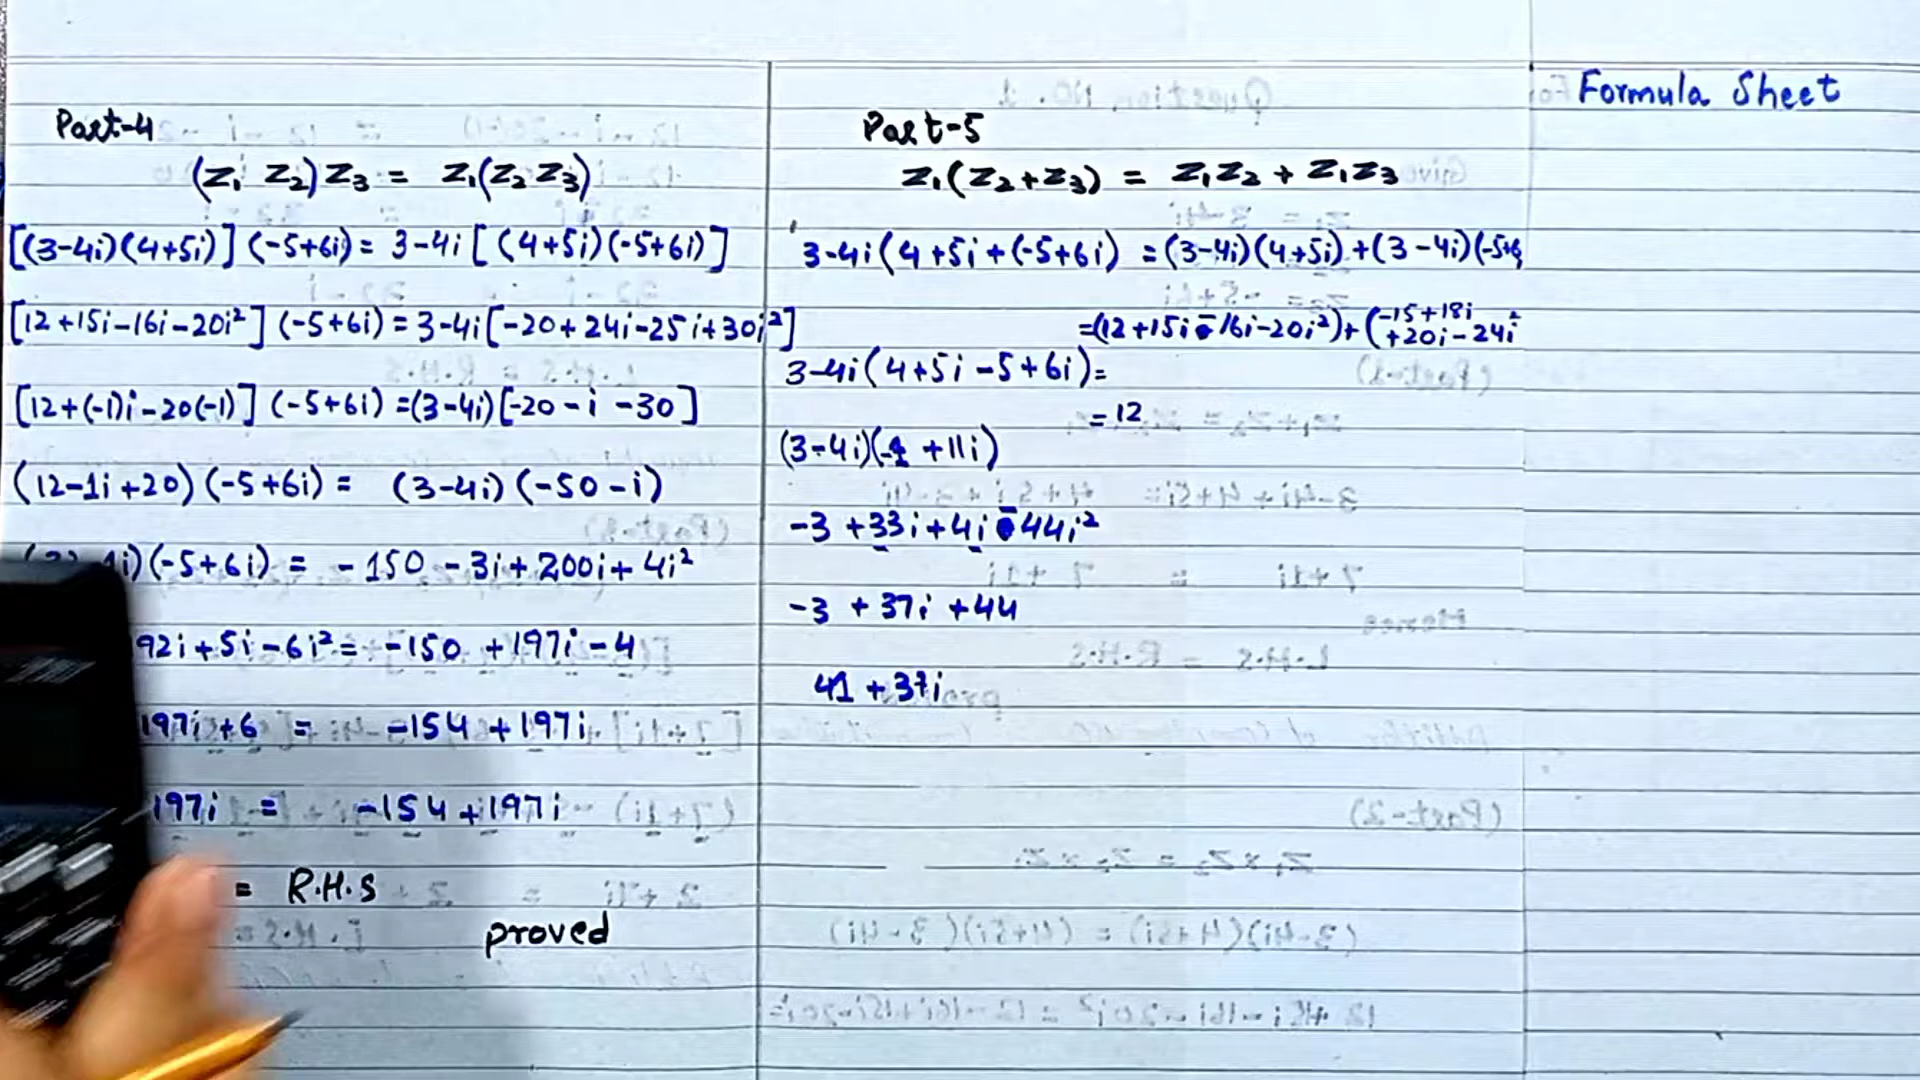 Part-4
(Z₁ Z₂)Z₃ = Z₁(Z₂ Z₃)
[(3-4i)(4+5i)](-5+6i) = 3-4i[(4+5i)(-5+6i)]
[12+15i-16i-20i²](-5+6i) = 3-4i[-20+24i-25i+30i²]
[12+(-1)i-20(-1)](-5+6i) = (3-4i)[-20-i-30]
(12-1i+20)(-5+6i) = (3-4i)(-50-i)
i)(-5+6i) = -150-3i+200i+4i²
92i+5i-6i² = -150+197i-4
197i+6 = -154+197i
197i = -154+197i
= R.H.S
proved
Part-5
Z₁(Z₂+Z₃) = Z₁Z₂+Z₁Z₃
3-4i(4+5i+(-5+6i) = (3-4i)(4+5i)+(3-4i)(-5+6
=(12+15i-16i-20i²)+(-15+18i
+20i-24i²
3-4i(4+5i-5+6i)=
= 12
(3-4i)(-1+11i)
-3+33i+4i-44i²
-3+37i+44
41+37i
Formula Sheet